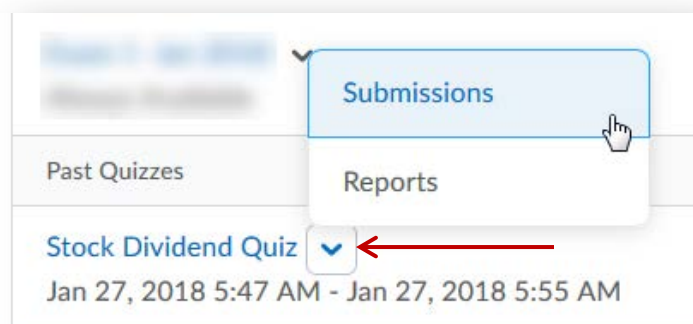 Submissions
Reports
Past Quizzes
Stock Dividend Quiz
Jan 27, 2018 5:47 AM - Jan 27, 2018 5:55 AM